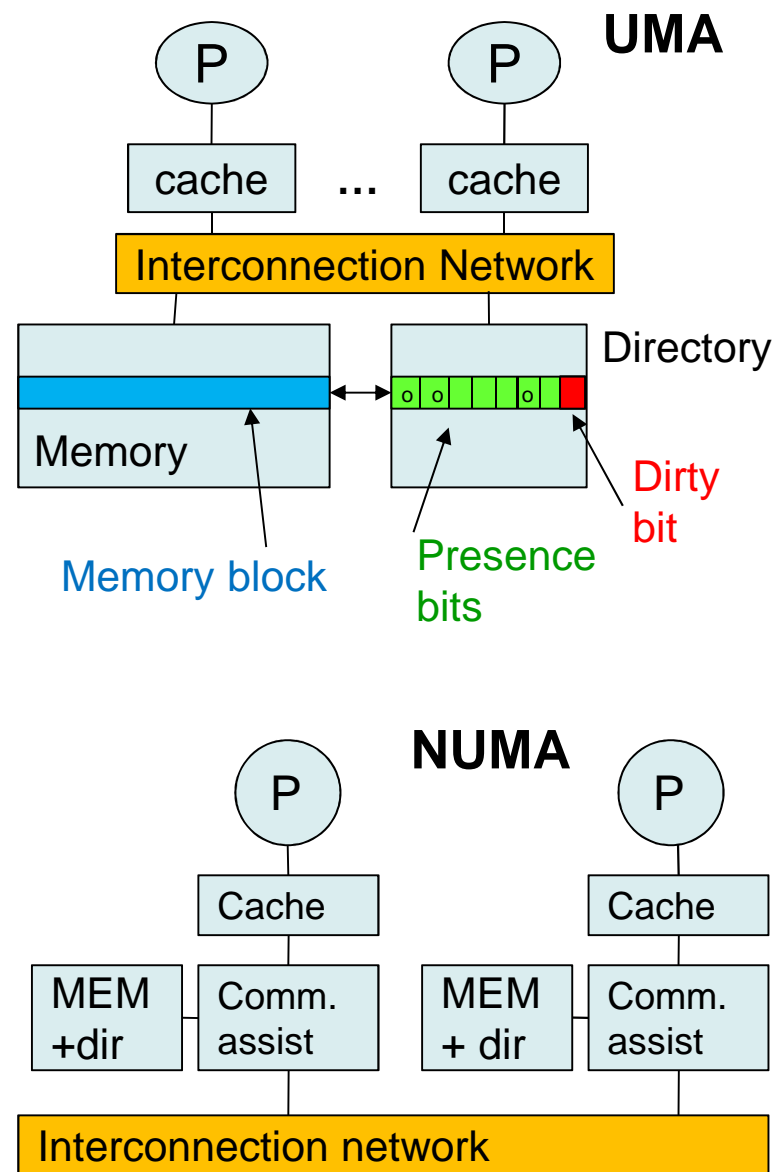 UMA
P
P
cache
...
cache
Interconnection Network
Directory
o o o
Memory
Dirty
bit
Memory block
Presence
bits
NUMA
P
P
Cache
Cache
MEM
+dir
Comm.
assist
MEM
+ dir
Comm.
assist
Interconnection network